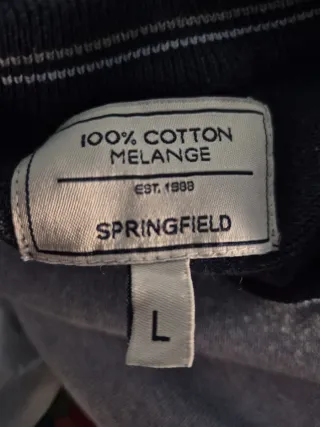 100% COTTON
MELANGE
EST. 1988
SPRINGFIELD
L